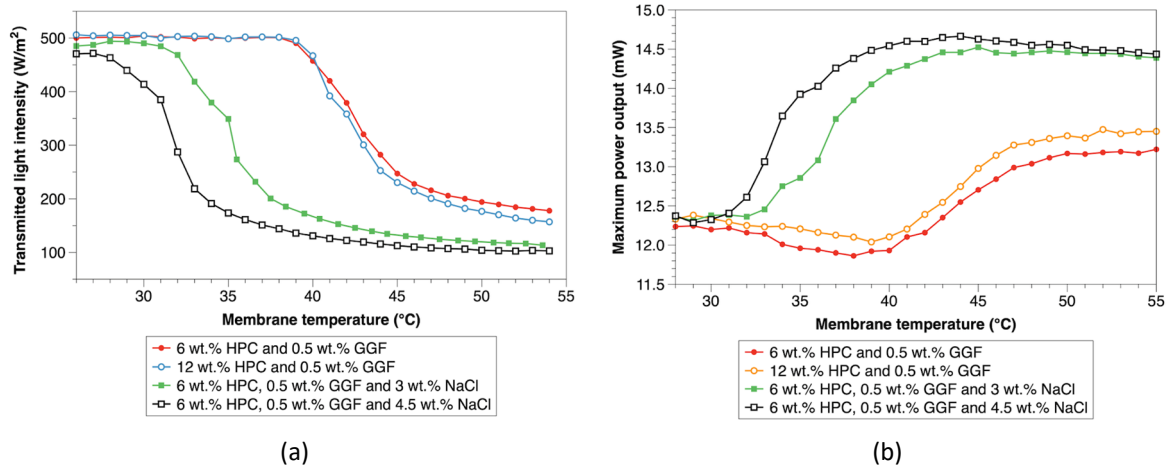 Transmitted light intensity (W/m²)
500
400
300
200
100
30 35 40 45 50 55
Membrane temperature (°C)
6 wt.% HPC and 0.5 wt.% GGF
12 wt.% HPC and 0.5 wt.% GGF
6 wt.% HPC, 0.5 wt.% GGF and 3 wt.% NaCl
6 wt.% HPC, 0.5 wt.% GGF and 4.5 wt.% NaCl
(a)
Maximum power output (mW)
15.0
14.5
14.0
13.5
13.0
12.5
12.0
11.5
30 35 40 45 50 55
Membrane temperature (°C)
6 wt.% HPC and 0.5 wt.% GGF
12 wt.% HPC and 0.5 wt.% GGF
6 wt.% HPC, 0.5 wt.% GGF and 3 wt.% NaCl
6 wt.% HPC, 0.5 wt.% GGF and 4.5 wt.% NaCl
(b)